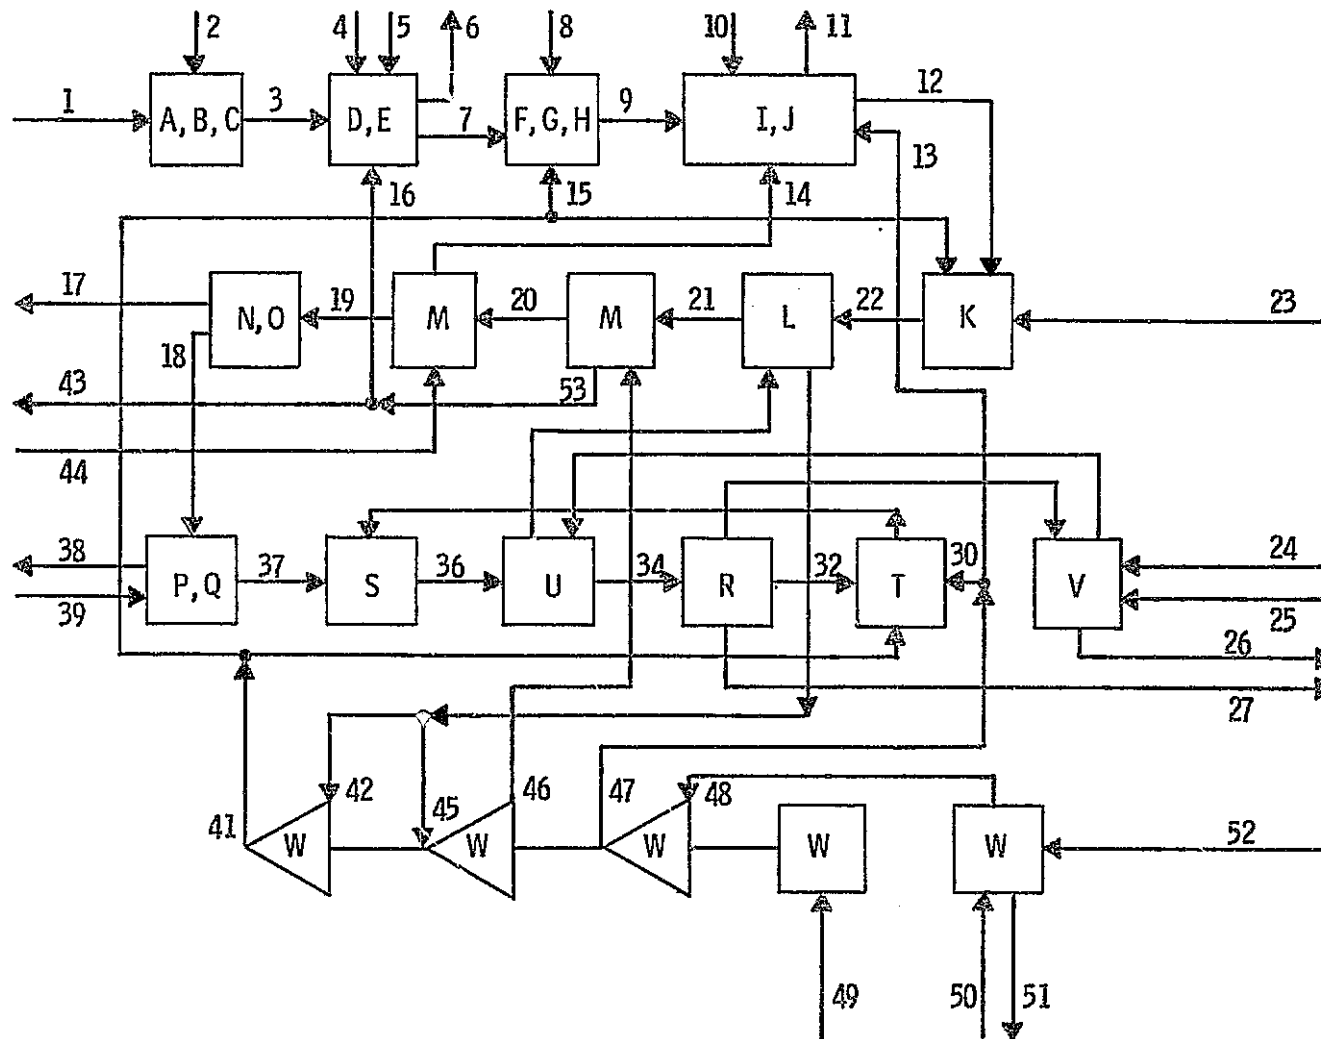 2 4 5 6 8 10 11
1 3 7 9 12
A, B, C D, E F, G, H I, J
13
16 15 14
17 19 20 21 22 23
N, O M M L K
18
43 53
44
38 37 36 34 32 30 24
P, Q S U R T V
39 25
26
27
42 45 46 47 48
41 52
W W W W W
49 50 51